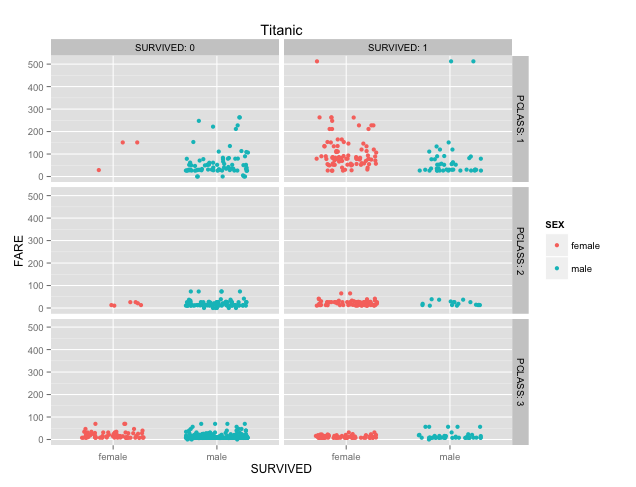 Titanic
SURVIVED: 0 SURVIVED: 1
500
400
300
200
100
0
PCLASS: 1
500
400
300
200
100
0
PCLASS: 2
500
400
300
200
100
0
PCLASS: 3
FARE
female male female male
SURVIVED
SEX
female
male